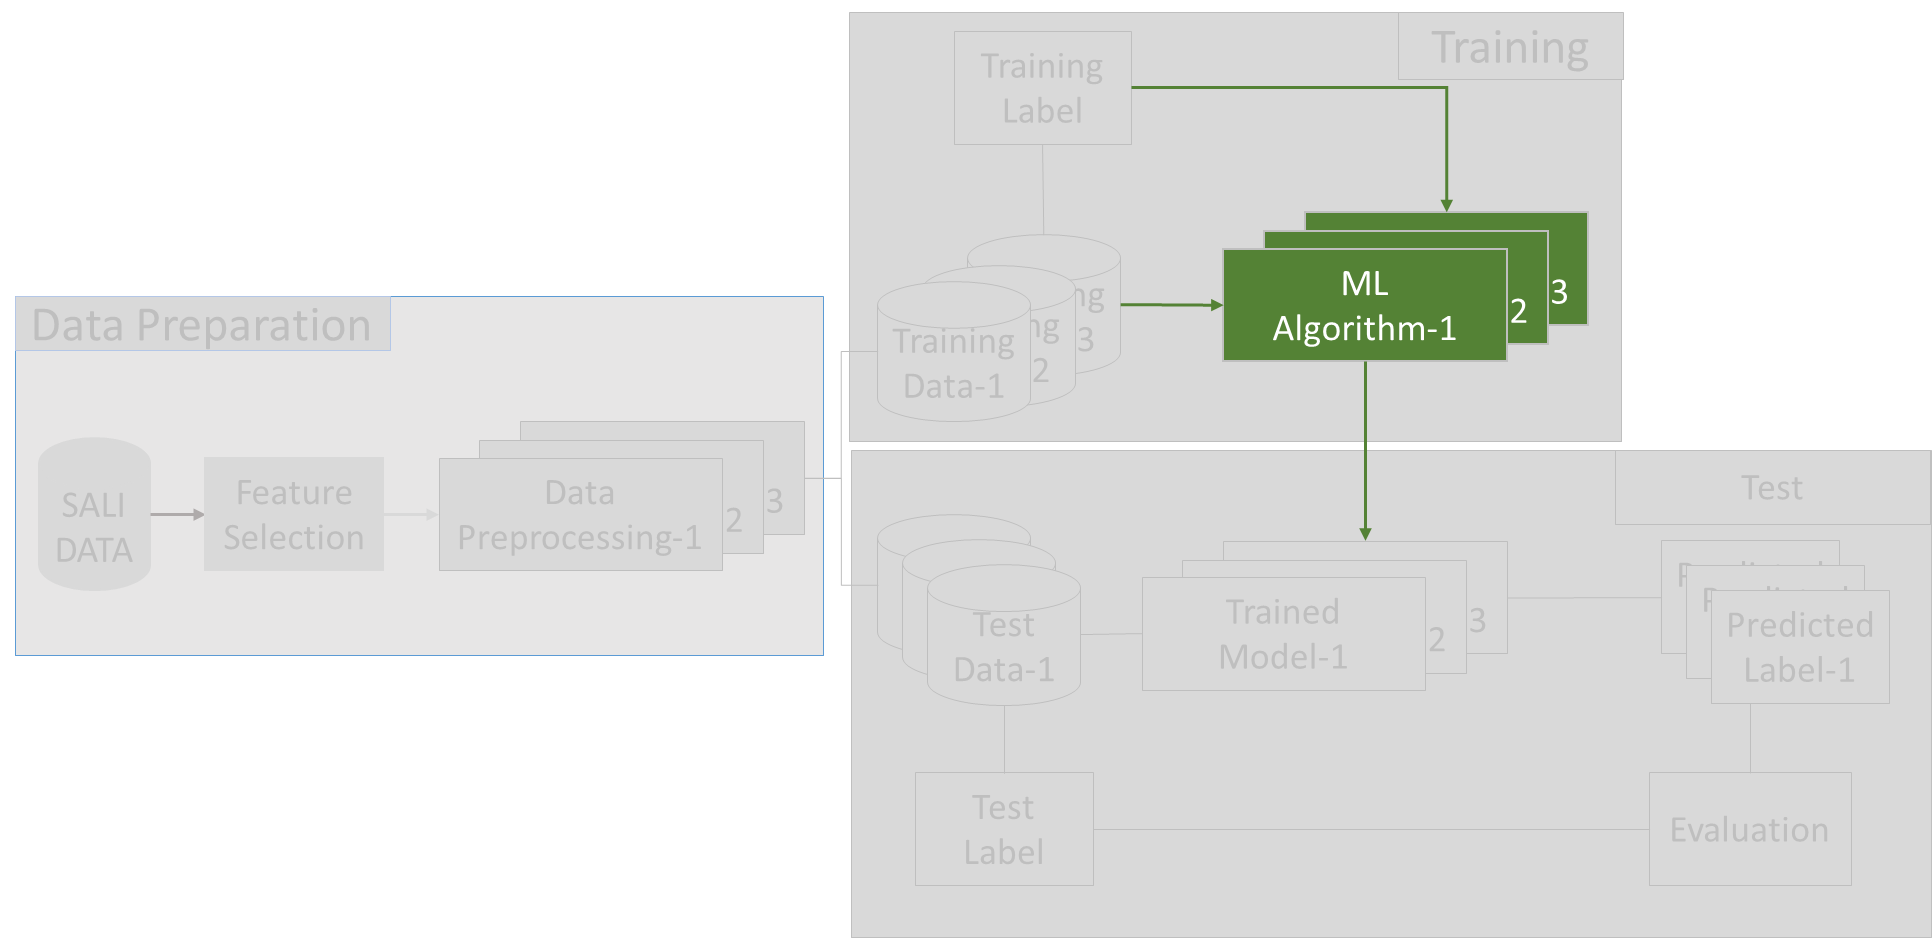 Training
Training
Label
ng
3
ng
2
Training
Data-1
ML
Algorithm-1
2
3
Data Preparation
SALI
DATA
Feature
Selection
Data
Preprocessing-1
2
3
Test
Test
Data-1
Trained
Model-1
2
3
Predicted
Label-1
Test
Label
Evaluation